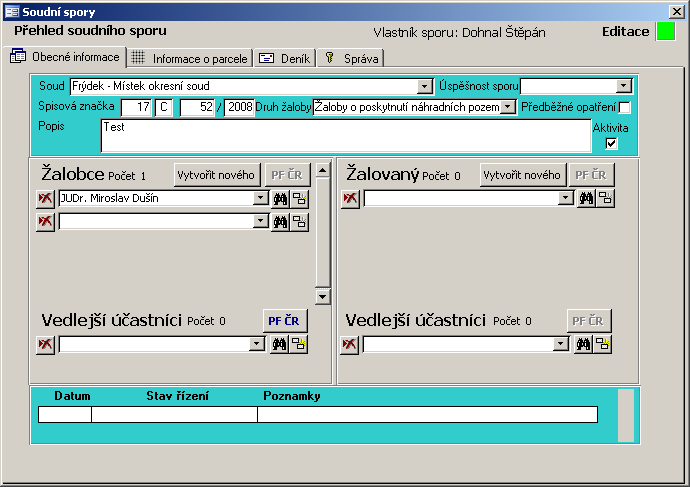 Soudní spory
Přehled soudního sporu Vlastník sporu: Dohnal Štěpán Editace
Obecné informace Informace o parcele Deník Správa
Soud Frýdek - Místek okresní soud Úspěšnost sporu
Spisová značka 17 C 52 / 2008 Druh žaloby Žaloby o poskytnutí náhradních pozem Předběžné opatření
Popis Test Aktivita
Žalobce Počet 1 Vytvořit nového PF ČR Žalovaný Počet 0 Vytvořit nového PF ČR
JUDr. Miroslav Dušín
Vedlejší účastníci Počet 0 PF ČR Vedlejší účastníci Počet 0 PF ČR
Datum Stav řízení Poznamky